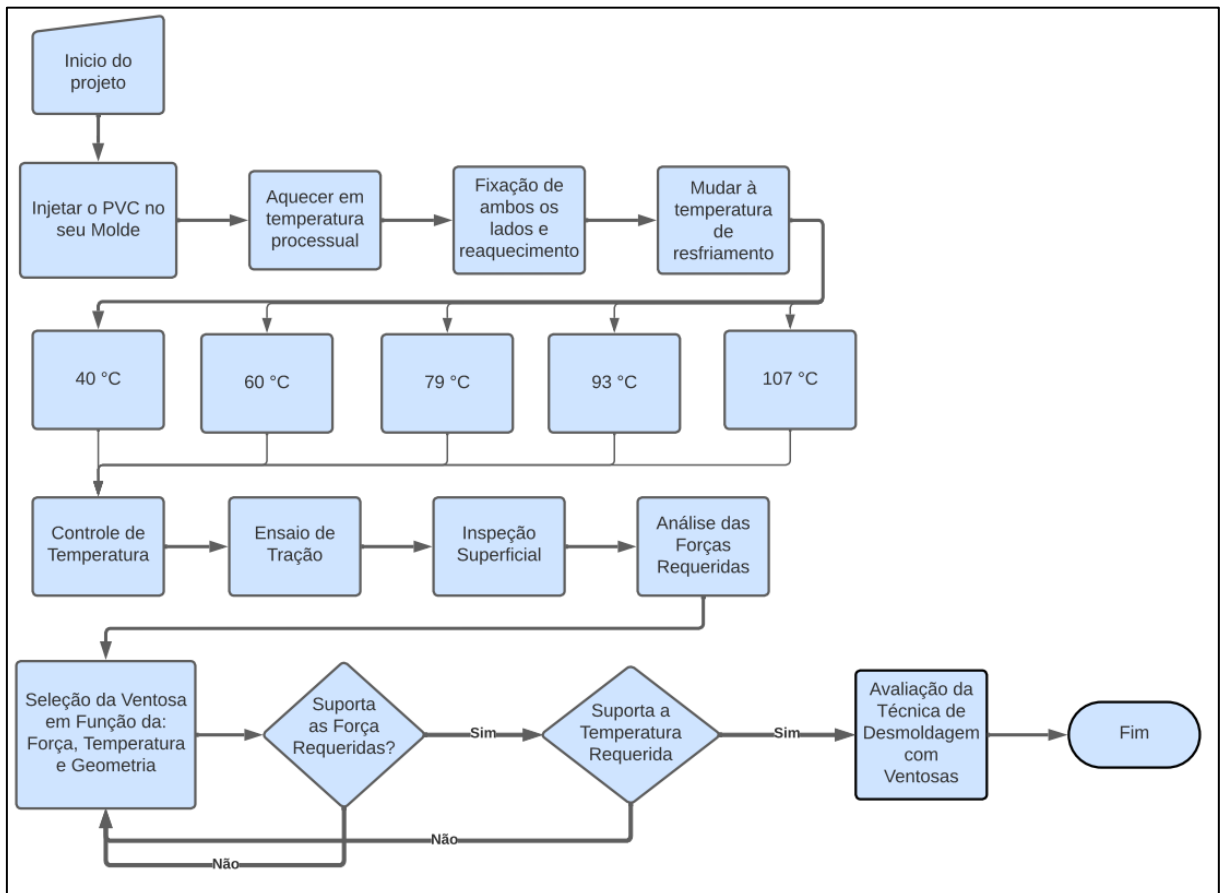 Inicio do
projeto
Injetar o PVC no
seu Molde
Aquecer em
temperatura
processual
Fixação de
ambos os
lados e
reaquecimento
Mudar à
temperatura
de
resfriamento
40 °C
60 °C
79 °C
93 °C
107 °C
Controle de
Temperatura
Ensaio de
Tração
Inspeção
Superficial
Análise das
Forças
Requeridas
Seleção da Ventosa
em Função da:
Força, Temperatura
e Geometria
Suporta
as Força
Requeridas?
Sim
Suporta a
Temperatura
Requerida
Sim
Avaliação da
Técnica de
Desmoldagem
com
Ventosas
Fim
Não
Não